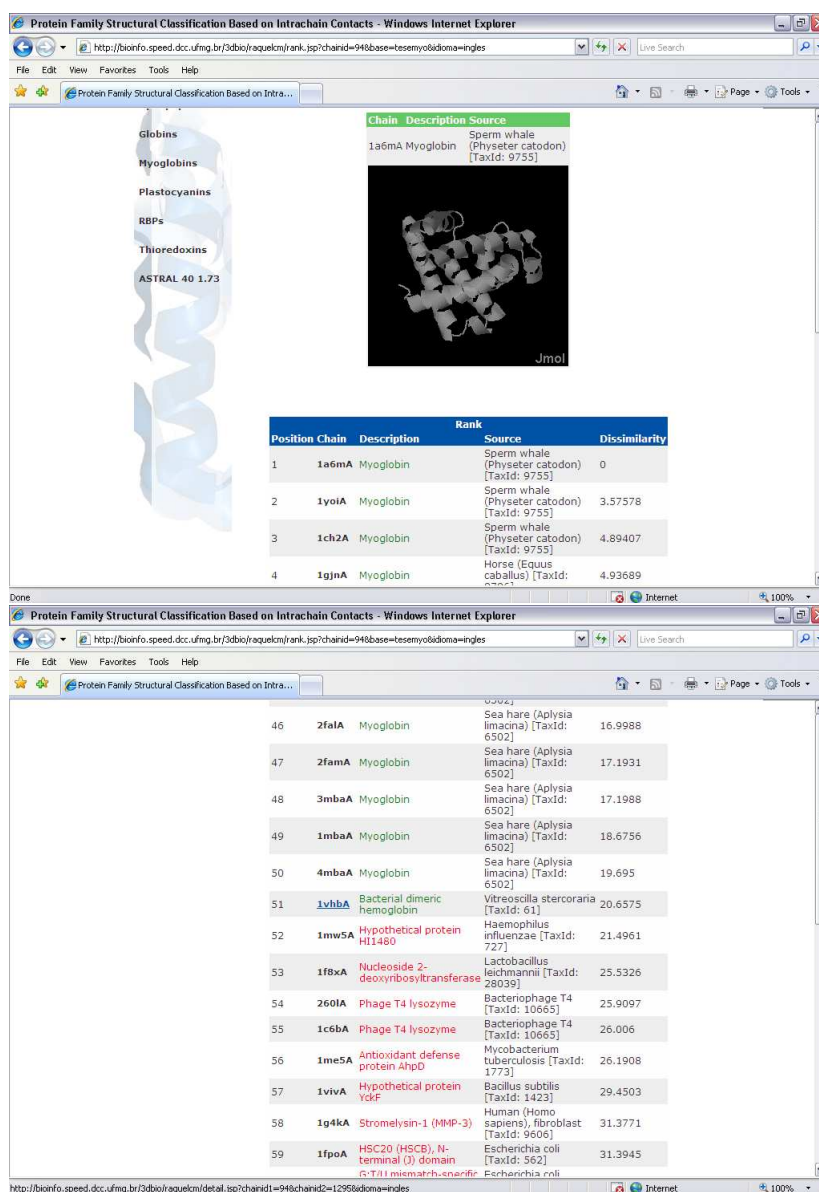 Protein Family Structural Classification Based on Intrachain Contacts - Windows Internet Explorer
http://bioinfo.speed.dcc.ufmg.br/3dbio/raquelcm/rank.jsp?chainid=94&base=tesemyo&idioma=ingles
Live Search
File Edit View Favorites Tools Help
Protein Family Structural Classification Based on Intra...
Page Tools
Globins
Myoglobins
Plastocyanins
RBPs
Thioredoxins
ASTRAL 40 1.73
Chain Description Source
Sperm whale
1a6mA Myoglobin (Physeter catodon)
[TaxId: 9755]
Jmol
Rank
Position Chain Description Source Dissimilarity
Sperm whale
1 1a6mA Myoglobin (Physeter catodon) 0
[TaxId: 9755]
Sperm whale
2 1yoiA Myoglobin (Physeter catodon) 3.57578
[TaxId: 9755]
Sperm whale
3 1ch2A Myoglobin (Physeter catodon) 4.89407
[TaxId: 9755]
Horse (Equus
4 1gjnA Myoglobin caballus) [TaxId: 4.93689
Done Internet 100%
Protein Family Structural Classification Based on Intrachain Contacts - Windows Internet Explorer
http://bioinfo.speed.dcc.ufmg.br/3dbio/raquelcm/rank.jsp?chainid=94&base=tesemyo&idioma=ingles
Live Search
File Edit View Favorites Tools Help
Protein Family Structural Classification Based on Intra...
Page Tools
6502]
Sea hare (Aplysia
46 2falA Myoglobin limacina) [TaxId: 16.9988
6502]
Sea hare (Aplysia
47 2famA Myoglobin limacina) [TaxId: 17.1931
6502]
Sea hare (Aplysia
48 3mbaA Myoglobin limacina) [TaxId: 17.1988
6502]
Sea hare (Aplysia
49 1mbaA Myoglobin limacina) [TaxId: 18.6756
6502]
Sea hare (Aplysia
50 4mbaA Myoglobin limacina) [TaxId: 19.695
6502]
Bacterial dimeric Vitreoscilla stercoraria
51 1vhbA hemoglobin [TaxId: 61] 20.6575
Haemophilus
52 1mw5A Hypothetical protein HI1480 influenzae [TaxId: 21.4961
727]
Lactobacillus
53 1f8xA Nucleoside 2-deoxyribosyltransferase leichmannii [TaxId: 25.5326
28039]
54 260lA Phage T4 lysozyme Bacteriophage T4 [TaxId: 10665] 25.9097
55 1c6bA Phage T4 lysozyme Bacteriophage T4 [TaxId: 10665] 26.006
Mycobacterium
56 1me5A Antioxidant defense protein AhpD tuberculosis [TaxId: 26.1908
1773]
57 1vivA Hypothetical protein YckF Bacillus subtilis [TaxId: 1423] 29.4503
Human (Homo
58 1g4kA Stromelysin-1 (MMP-3) sapiens), fibroblast 31.3771
[TaxId: 9606]
59 1fpoA HSC20 (HSCB), N-terminal (J) domain Escherichia coli [TaxId: 562] 31.3945
G:T/U mismatch-specific Escherichia coli
http://bioinfo.speed.dcc.ufmg.br/3dbio/raquelcm/detail.jsp?chainid1=94&chainid2=1295&idioma=ingles Internet 100%